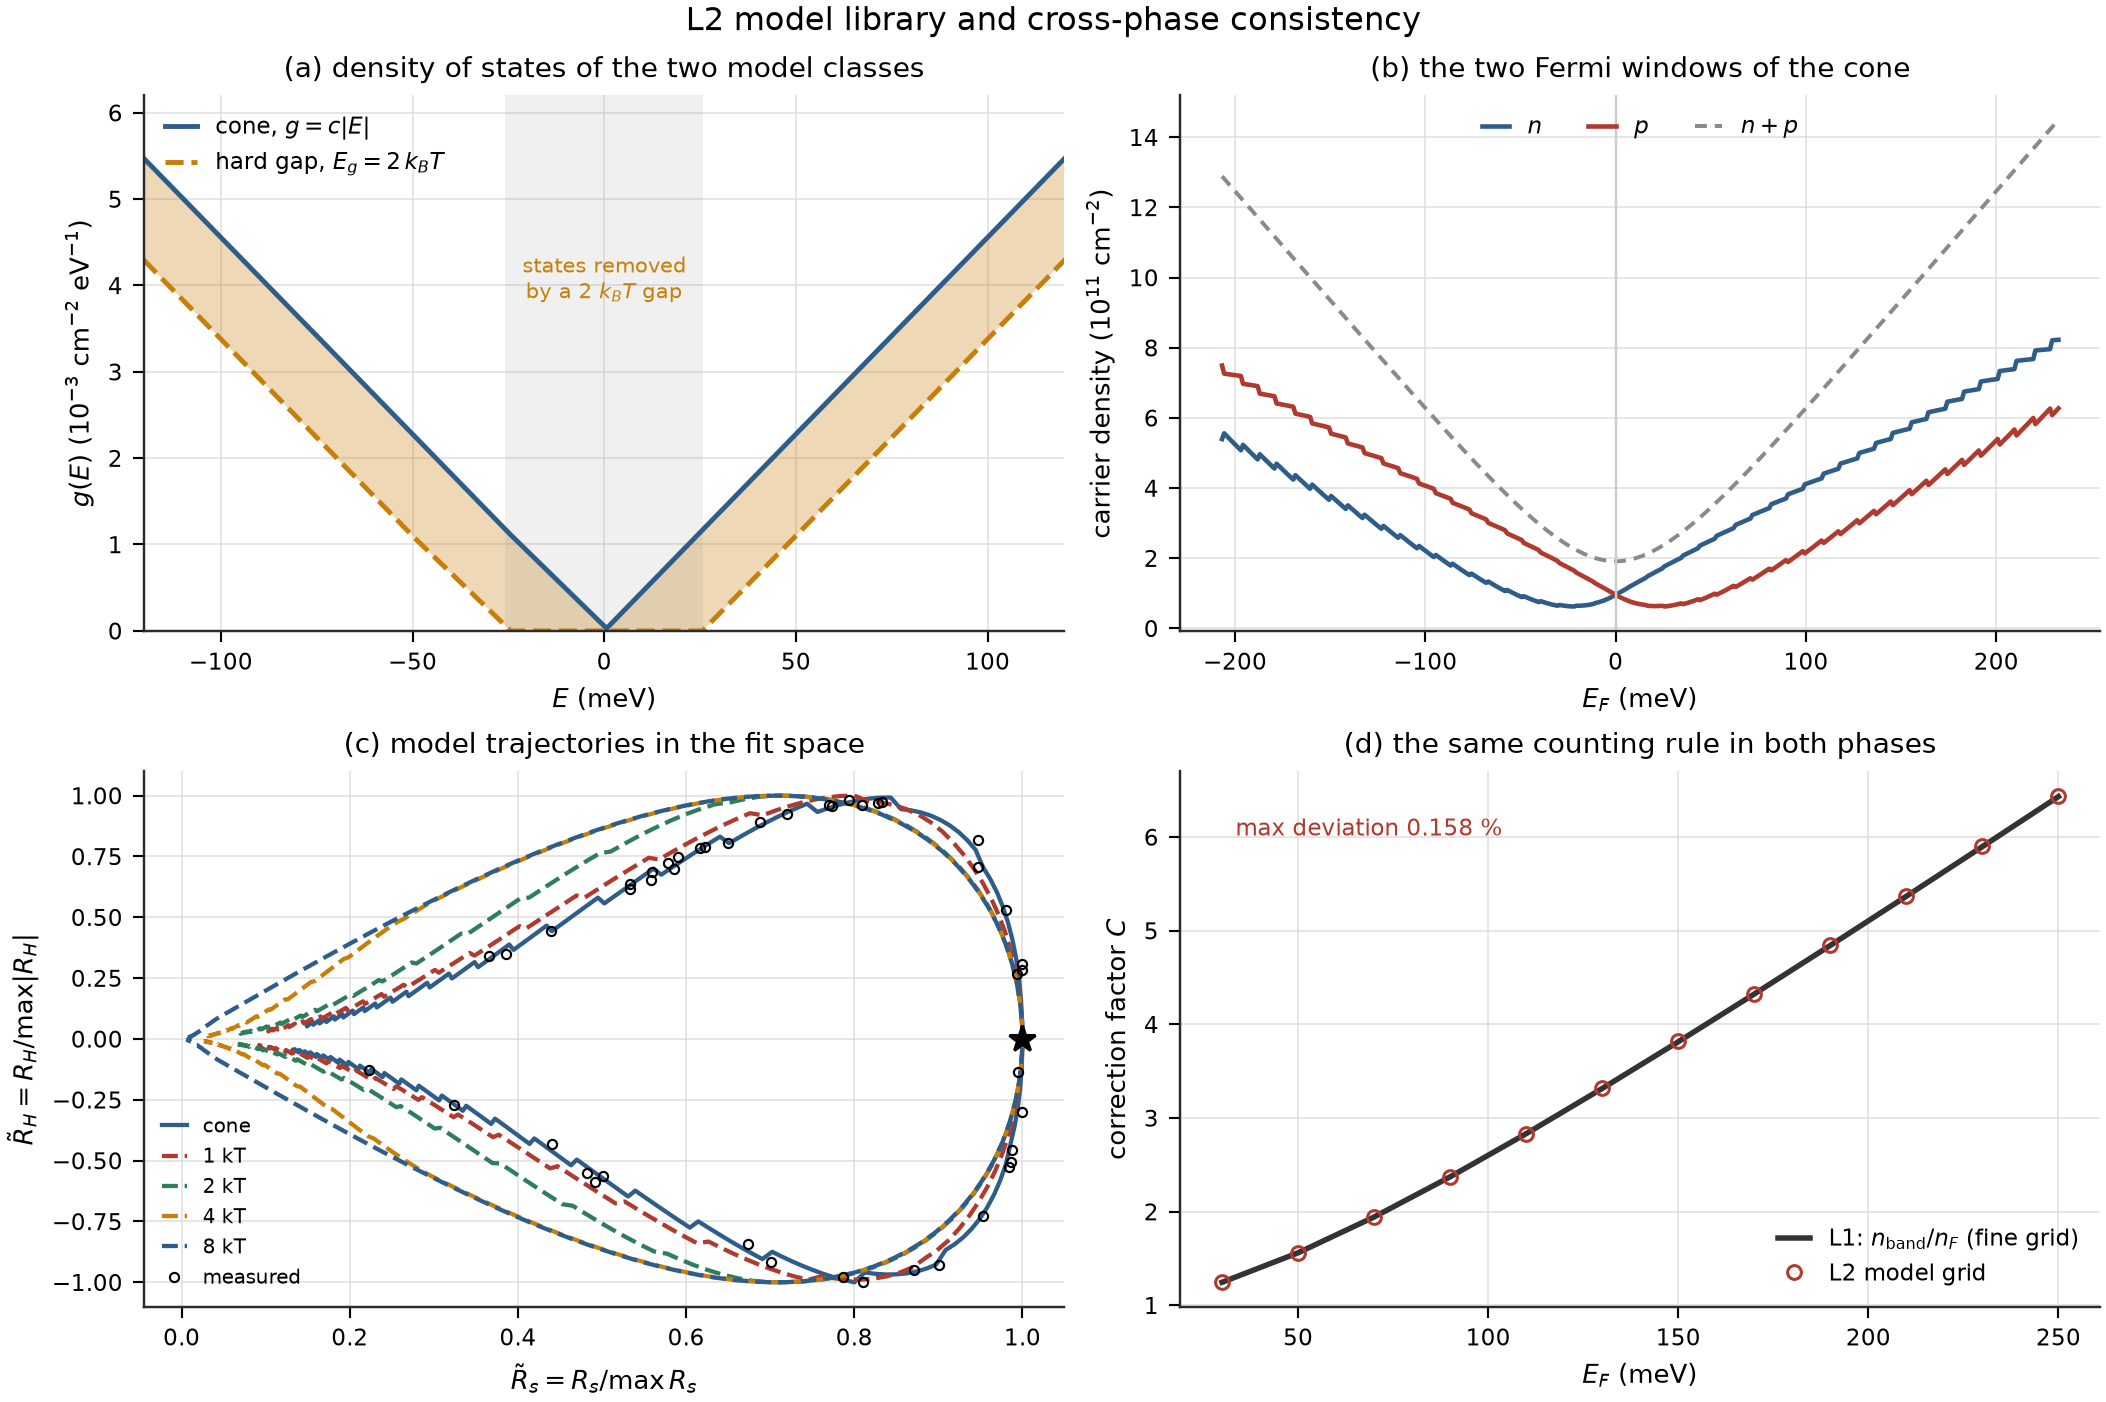 L2 model library and cross-phase consistency
(a) density of states of the two model classes
cone, g = c|E|
hard gap, E_g = 2 k_BT
states removed
by a 2 k_BT gap
6
5
4
3
2
1
0
g(E) (10⁻³ cm⁻² eV⁻¹)
−100
−50
0
50
100
E (meV)
(b) the two Fermi windows of the cone
n
p
n + p
14
12
10
8
6
4
2
0
carrier density (10¹¹ cm⁻²)
−200
−100
0
100
200
E_F (meV)
(c) model trajectories in the fit space
1.00
0.75
0.50
0.25
0.00
−0.25
−0.50
−0.75
−1.00
R̃_H = R_H/max|R_H|
cone
1 kT
2 kT
4 kT
8 kT
measured
0.0
0.2
0.4
0.6
0.8
1.0
R̃_s = R_s/max R_s
(d) the same counting rule in both phases
max deviation 0.158 %
6
5
4
3
2
1
correction factor C
L1: n_band/n_F (fine grid)
L2 model grid
50
100
150
200
250
E_F (meV)